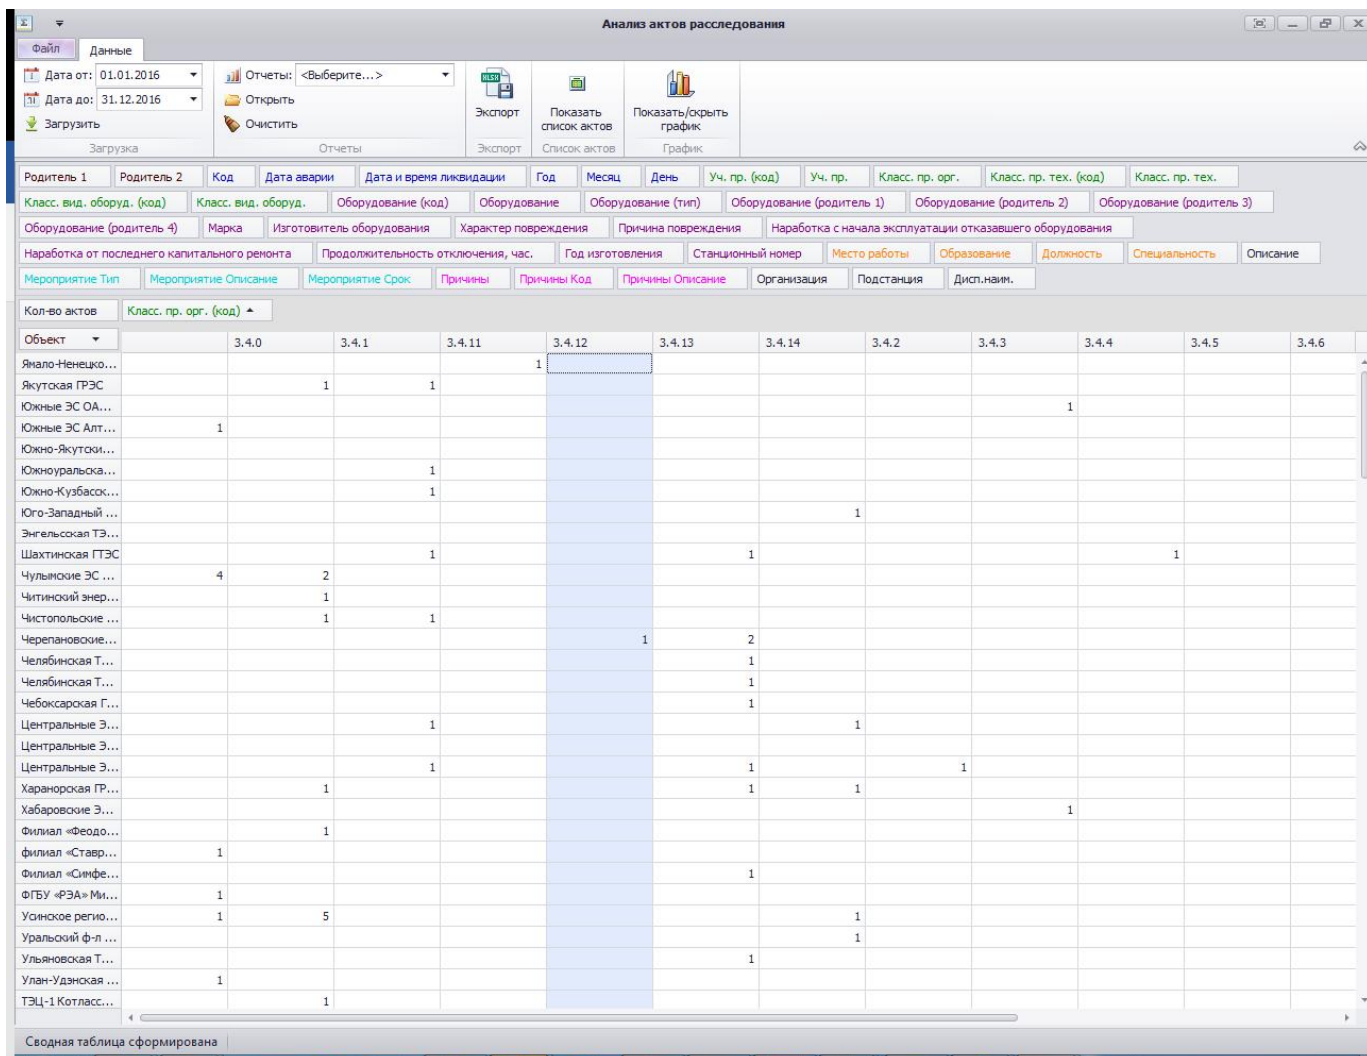 Анализ актов расследования
Файл Данные
Дата от: 01.01.2016 Отчеты: <Выберите...>
Дата до: 31.12.2016 Открыть
Загрузить Очистить
Экспорт Показать список актов Показать/скрыть график
Загрузка Отчеты Экспорт Список актов График
Родитель 1 Родитель 2 Код Дата аварии Дата и время ликвидации Год Месяц День Уч. пр. (код) Уч. пр. Класс. пр. орг. Класс. пр. тех. (код) Класс. пр. тех.
Класс. вид. оборуд. (код) Класс. вид. оборуд. Оборудование (код) Оборудование Оборудование (тип) Оборудование (родитель 1) Оборудование (родитель 2) Оборудование (родитель 3)
Оборудование (родитель 4) Марка Изготовитель оборудования Характер повреждения Причина повреждения Наработка с начала эксплуатации отказавшего оборудования
Наработка от последнего капитального ремонта Продолжительность отключения, час. Год изготовления Станционный номер Место работы Образование Должность Специальность Описание
Мероприятие Тип Мероприятие Описание Мероприятие Срок Причины Причины Код Причины Описание Организация Подстанция Дисп.наим.
Кол-во актов Класс. пр. орг. (код)
Объект 3.4.0 3.4.1 3.4.11 3.4.12 3.4.13 3.4.14 3.4.2 3.4.3 3.4.4 3.4.5 3.4.6
Ямало-Ненецко... 1
Якутская ГРЭС 1 1
Южные ЭС ОА... 1
Южные ЭС Алт... 1
Южно-Якутски...
Южноуральска... 1
Южно-Кузбасск... 1
Юго-Западный ... 1
Энгельсская ТЭ...
Шахтинская ГТЭС 1 1 1
Чулымские ЭС ... 4 2
Читинский энер... 1
Чистопольские ... 1 1
Черепановские... 1 2
Челябинская Т... 1
Челябинская Т... 1
Чебоксарская Г... 1
Центральные Э... 1 1
Центральные Э...
Центральные Э... 1 1 1
Харанорская ГР... 1 1 1
Хабаровские Э... 1
Филиал «Феодо... 1
филиал «Ставр... 1
Филиал «Симфе... 1
ФГБУ «РЭА» Ми... 1
Усинское регио... 1 5 1
Уральский ф-л ... 1
Ульяновская Т... 1
Улан-Удэнская ... 1
ТЭЦ-1 Котласс... 1
Сводная таблица сформирована